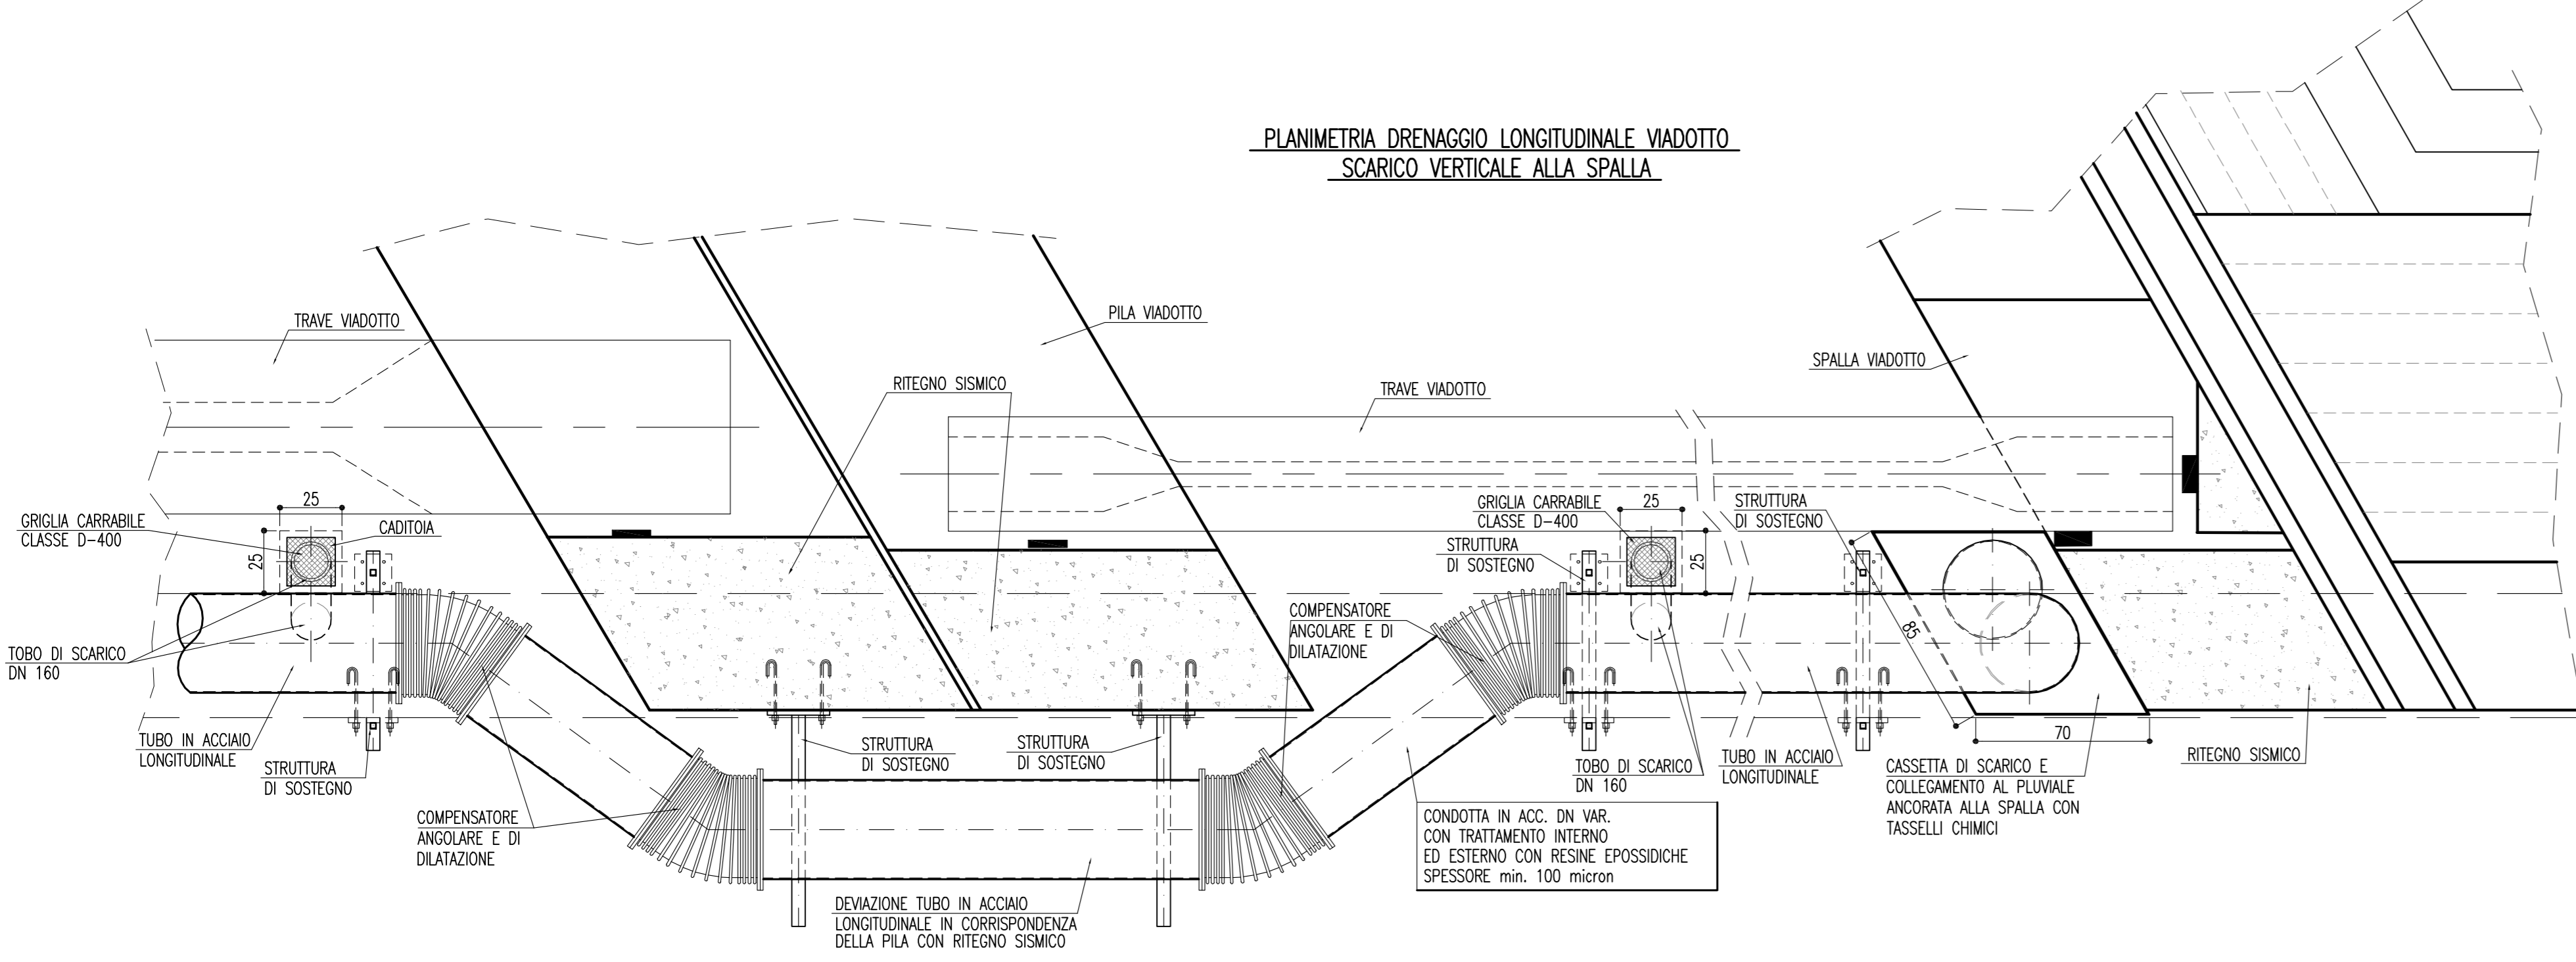 PLANIMETRIA DRENAGGIO LONGITUDINALE VIADOTTO
SCARICO VERTICALE ALLA SPALLA
TRAVE VIADOTTO
PILA VIADOTTO
RITEGNO SISMICO
TRAVE VIADOTTO
SPALLA VIADOTTO
GRIGLIA CARRABILE
CLASSE D-400
25
25
CADITOIA
TOBO DI SCARICO
DN 160
TUBO IN ACCIAIO
LONGITUDINALE
STRUTTURA
DI SOSTEGNO
COMPENSATORE
ANGOLARE E DI
DILATAZIONE
STRUTTURA
DI SOSTEGNO
STRUTTURA
DI SOSTEGNO
DEVIAZIONE TUBO IN ACCIAIO
LONGITUDINALE IN CORRISPONDENZA
DELLA PILA CON RITEGNO SISMICO
COMPENSATORE
ANGOLARE E DI
DILATAZIONE
GRIGLIA CARRABILE
CLASSE D-400
25
25
STRUTTURA
DI SOSTEGNO
STRUTTURA
DI SOSTEGNO
TOBO DI SCARICO
DN 160
TUBO IN ACCIAIO
LONGITUDINALE
CONDOTTA IN ACC. DN VAR.
CON TRATTAMENTO INTERNO
ED ESTERNO CON RESINE EPOSSIDICHE
SPESSORE min. 100 micron
85
70
CASSETTA DI SCARICO E
COLLEGAMENTO AL PLUVIALE
ANCORATA ALLA SPALLA CON
TASSELLI CHIMICI
RITEGNO SISMICO